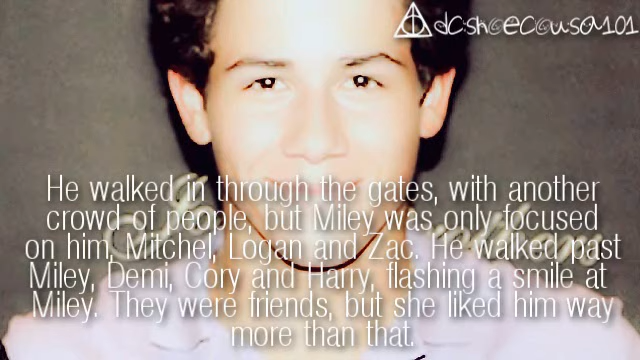 dcshoecousa101
He walked in through the gates, with another
crowd of people, but Miley was only focused
on him, Mitchel, Logan and Zac. He walked past
Miley, Demi, Cory and Harry, flashing a smile at
Miley. They were friends, but she liked him way
more than that.